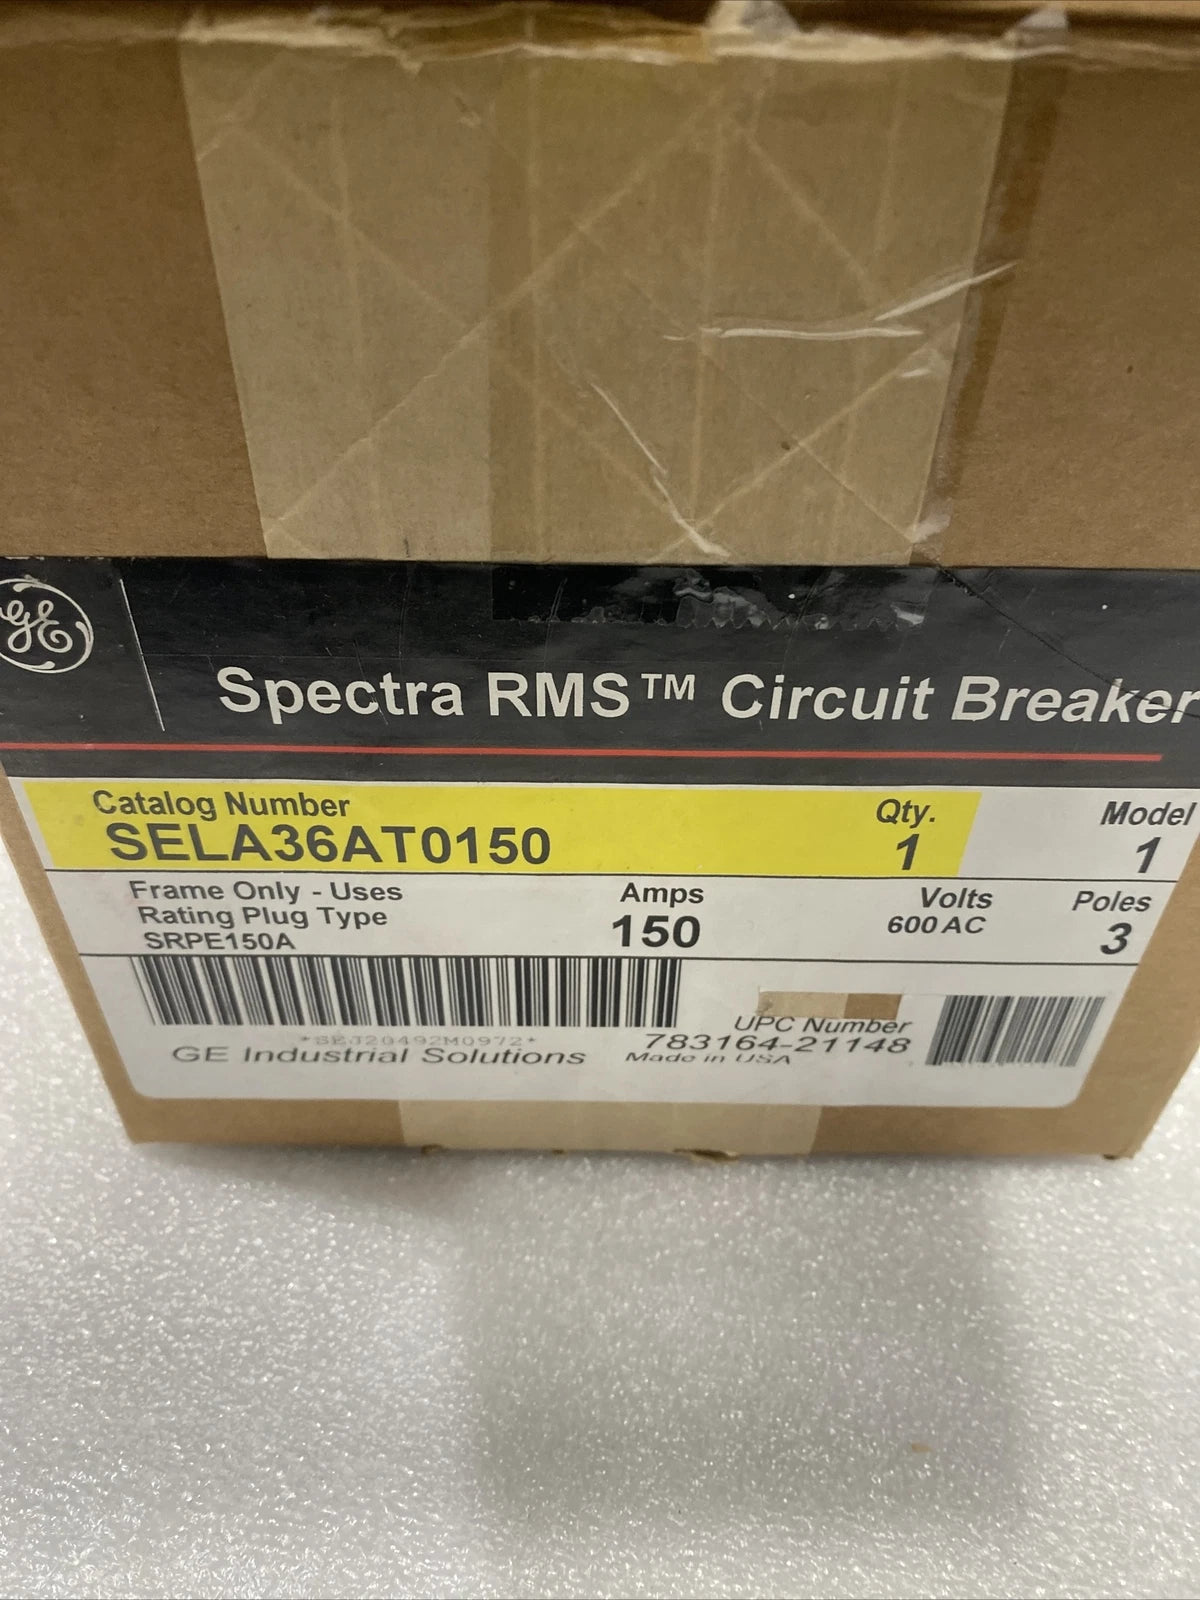 GE
Spectra RMS™ Circuit Breaker
Catalog Number
SELA36AT0150
Qty.
1
Model
1
Frame Only - Uses
Rating Plug Type
SRPE150A
Amps
150
Volts
600 AC
Poles
3
*SEJ20492M0972*
GE Industrial Solutions
UPC Number
783164-21148
Made in USA